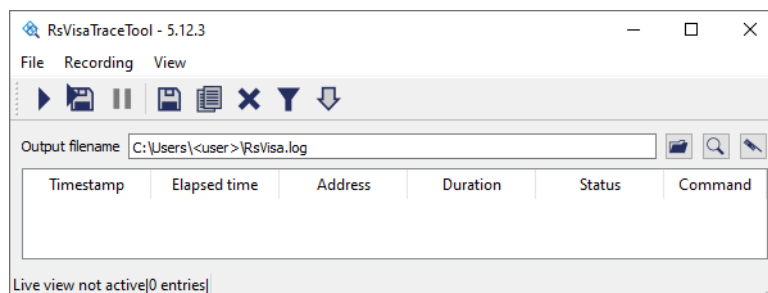 RsVisaTraceTool - 5.12.3
File Recording View
Output filename C:\Users\<user>\RsVisa.log
Timestamp Elapsed time Address Duration Status Command
Live view not active|0 entries|